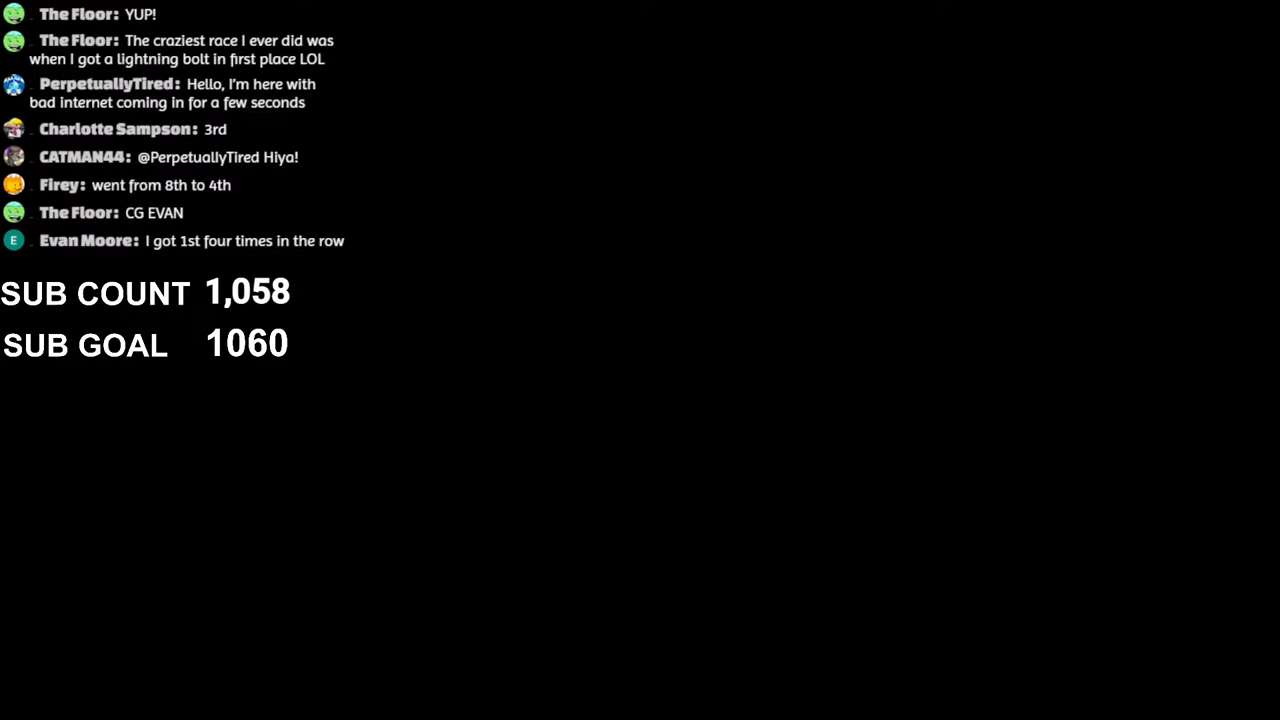 The Floor: YUP!
The Floor: The craziest race I ever did was
when I got a lightning bolt in first place LOL
PerpetuallyTired: Hello, I'm here with
bad internet coming in for a few seconds
Charlotte Sampson: 3rd
CATMAN44: @PerpetuallyTired Hiya!
Firey: went from 8th to 4th
The Floor: CG EVAN
E Evan Moore: I got 1st four times in the row
SUB COUNT 1,058
SUB GOAL 1060